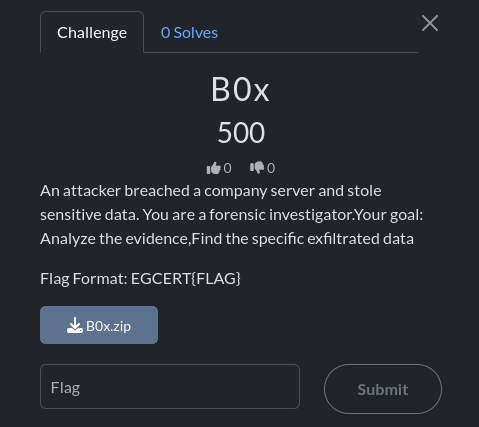 Challenge
0 Solves
B0x
500
0
0
An attacker breached a company server and stole
sensitive data. You are a forensic investigator.Your goal:
Analyze the evidence,Find the specific exfiltrated data
Flag Format: EGCERT{FLAG}
B0x.zip
Flag
Submit